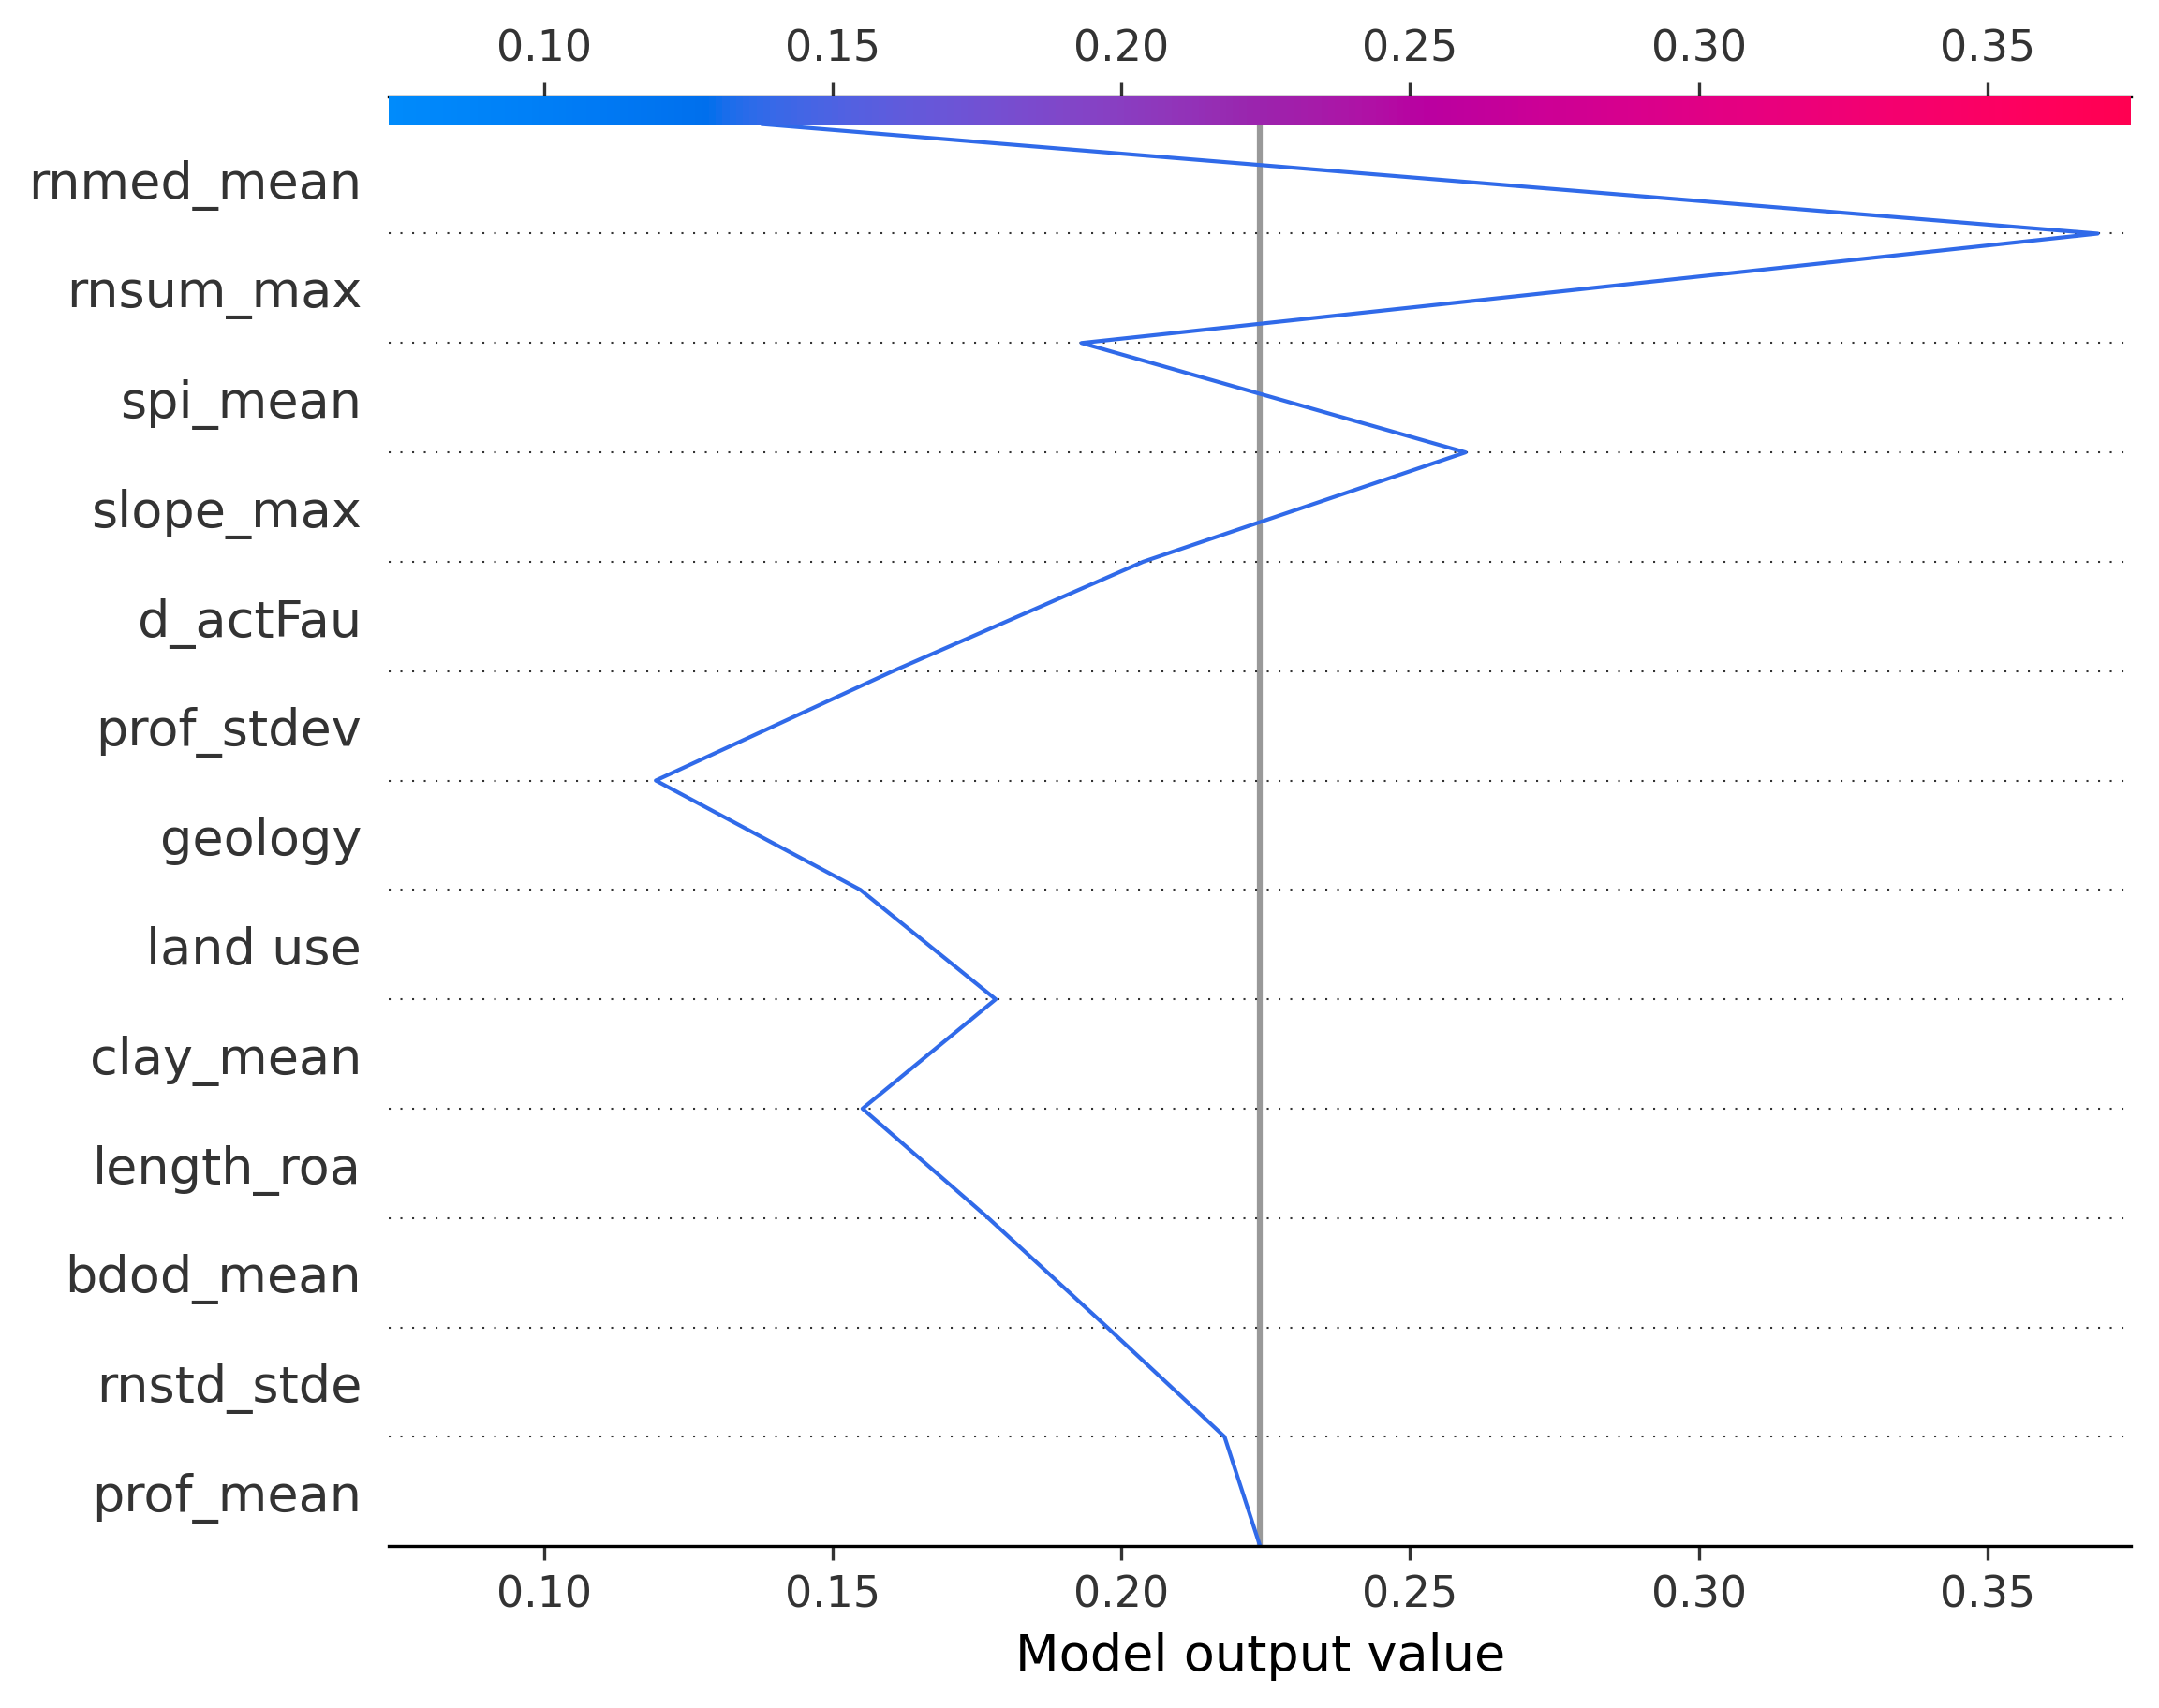 0.10 0.15 0.20 0.25 0.30 0.35
rnmed_mean
rnsum_max
spi_mean
slope_max
d_actFau
prof_stdev
geology
land use
clay_mean
length_roa
bdod_mean
rnstd_stde
prof_mean
0.10 0.15 0.20 0.25 0.30 0.35
Model output value